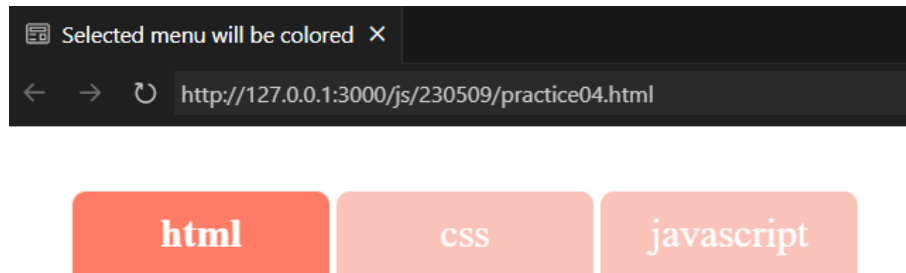 Selected menu will be colored
http://127.0.0.1:3000/js/230509/practice04.html
html css javascript